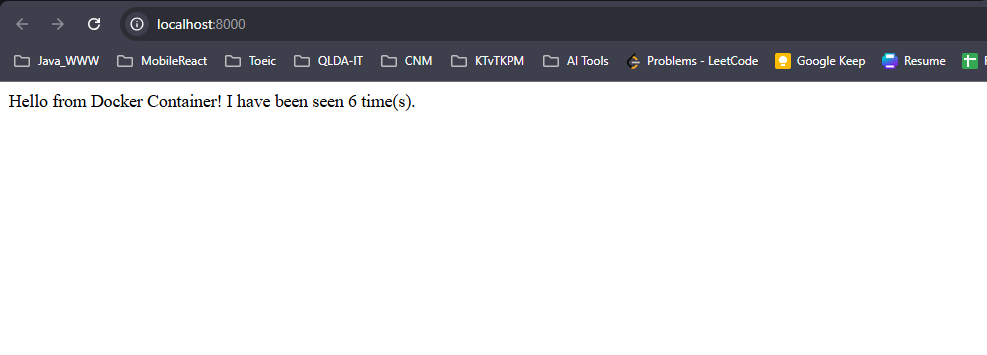 localhost:8000
Java_WWW MobileReact Toeic QLDA-IT CNM KTvTKPM AI Tools Problems - LeetCode Google Keep Resume
Hello from Docker Container! I have been seen 6 time(s).